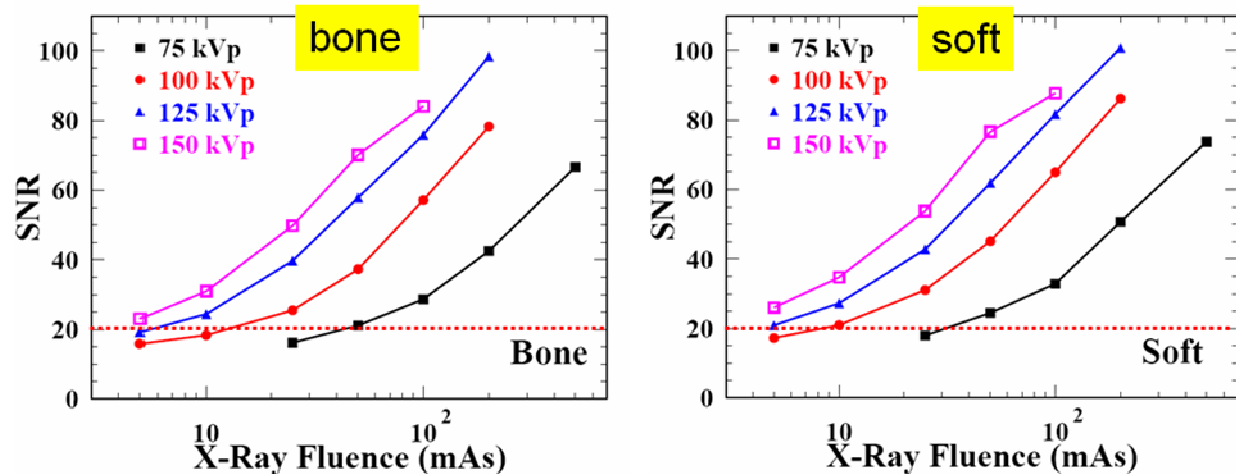 bone
75 kVp
100 kVp
125 kVp
150 kVp
SNR
100
80
60
40
20
0
Bone
10
10²
X-Ray Fluence (mAs)
soft
75 kVp
100 kVp
125 kVp
150 kVp
SNR
100
80
60
40
20
0
Soft
10
10²
X-Ray Fluence (mAs)